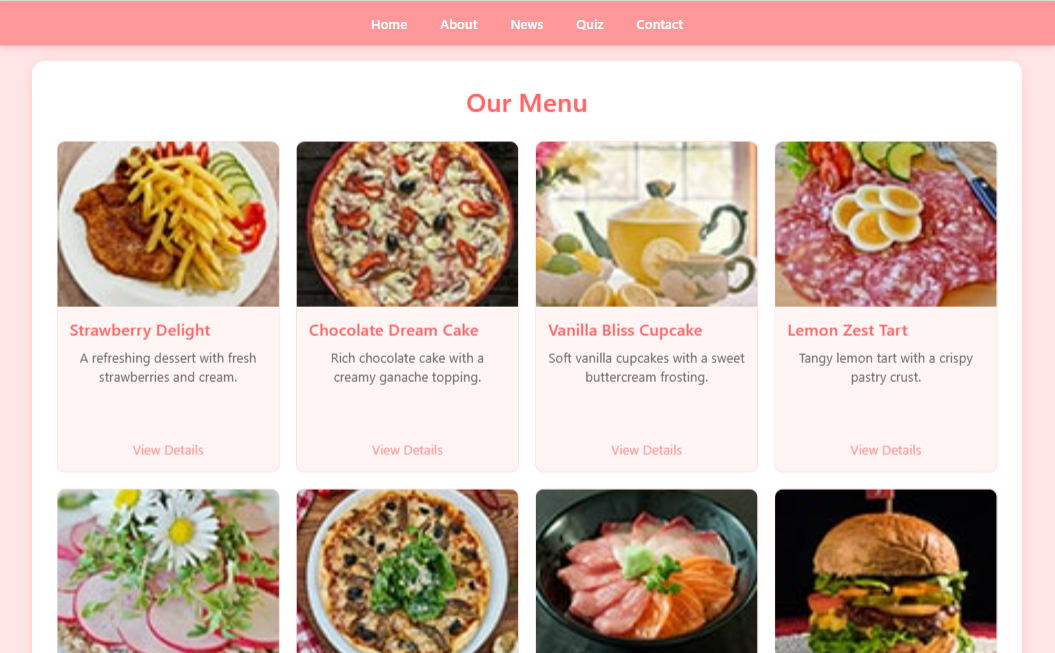 Home About News Quiz Contact
Our Menu
Strawberry Delight
A refreshing dessert with fresh
strawberries and cream.
View Details
Chocolate Dream Cake
Rich chocolate cake with a
creamy ganache topping.
View Details
Vanilla Bliss Cupcake
Soft vanilla cupcakes with a sweet
buttercream frosting.
View Details
Lemon Zest Tart
Tangy lemon tart with a crispy
pastry crust.
View Details